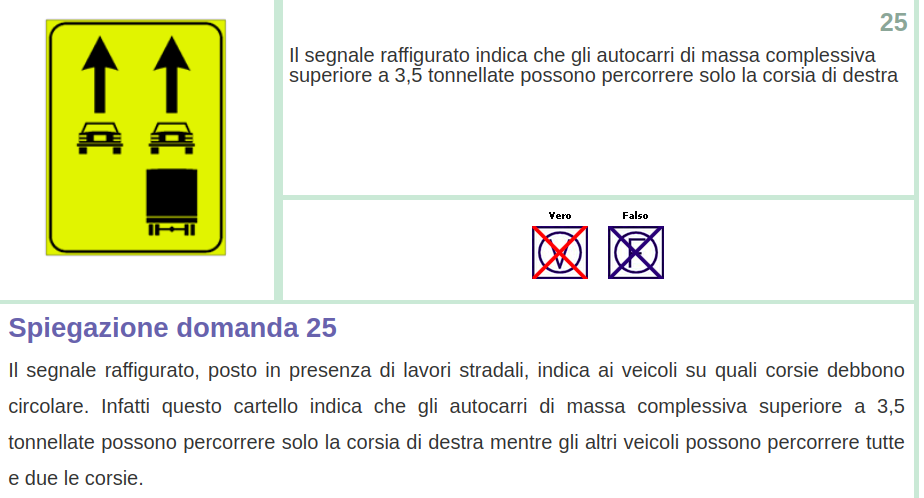 25
Il segnale raffigurato indica che gli autocarri di massa complessiva
superiore a 3,5 tonnellate possono percorrere solo la corsia di destra
Vero Falso
V F
Spiegazione domanda 25
Il segnale raffigurato, posto in presenza di lavori stradali, indica ai veicoli su quali corsie debbono
circolare. Infatti questo cartello indica che gli autocarri di massa complessiva superiore a 3,5
tonnellate possono percorrere solo la corsia di destra mentre gli altri veicoli possono percorrere tutte
e due le corsie.